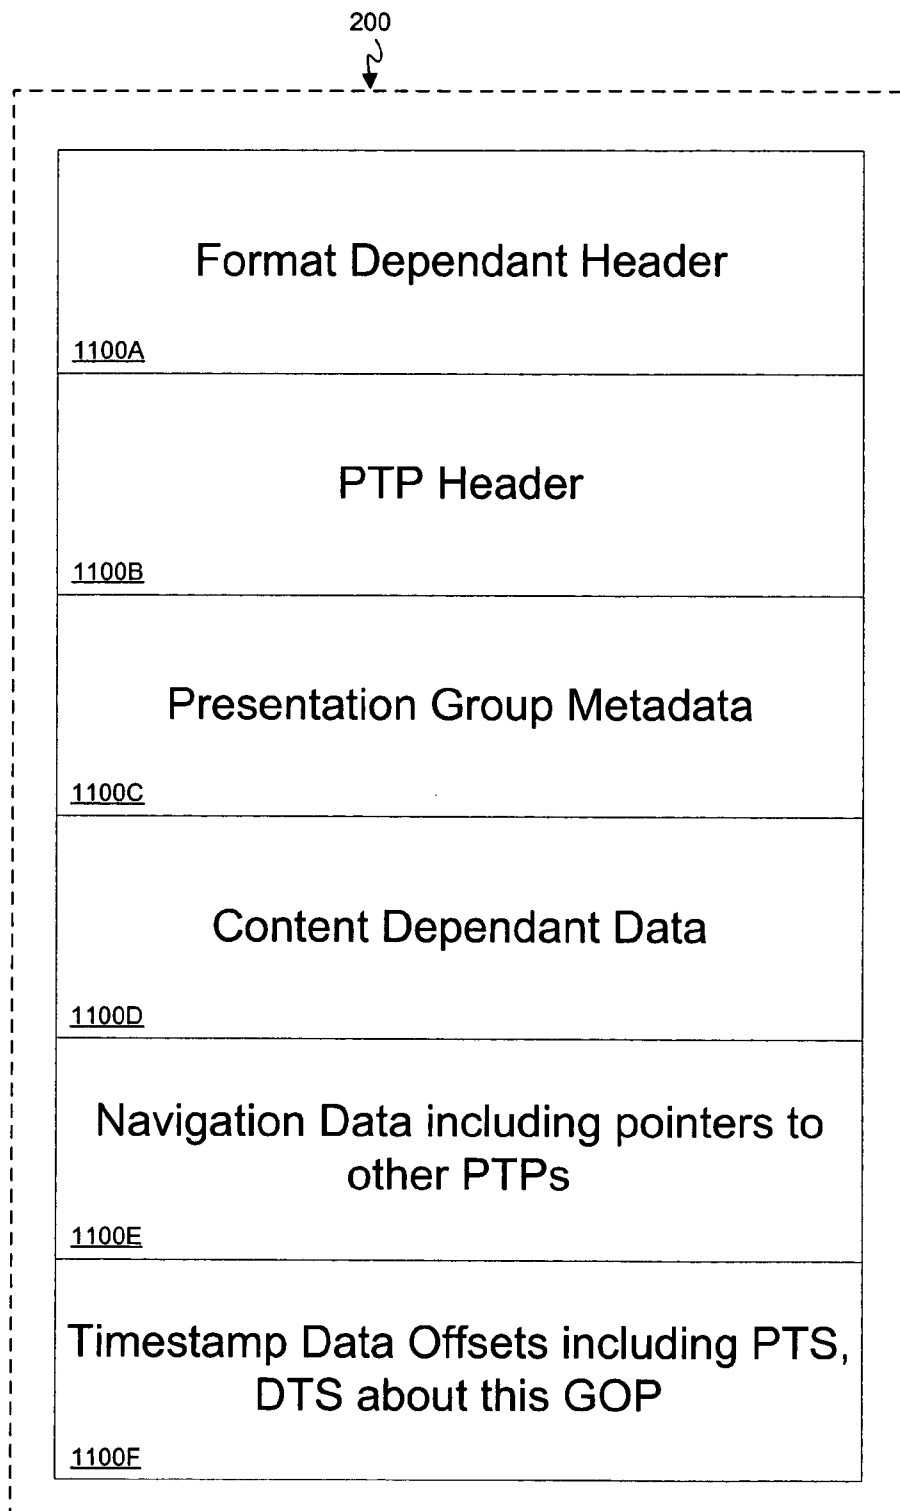 200
Format Dependant Header
1100A
PTP Header
1100B
Presentation Group Metadata
1100C
Content Dependant Data
1100D
Navigation Data including pointers to
other PTPs
1100E
Timestamp Data Offsets including PTS,
DTS about this GOP
1100F